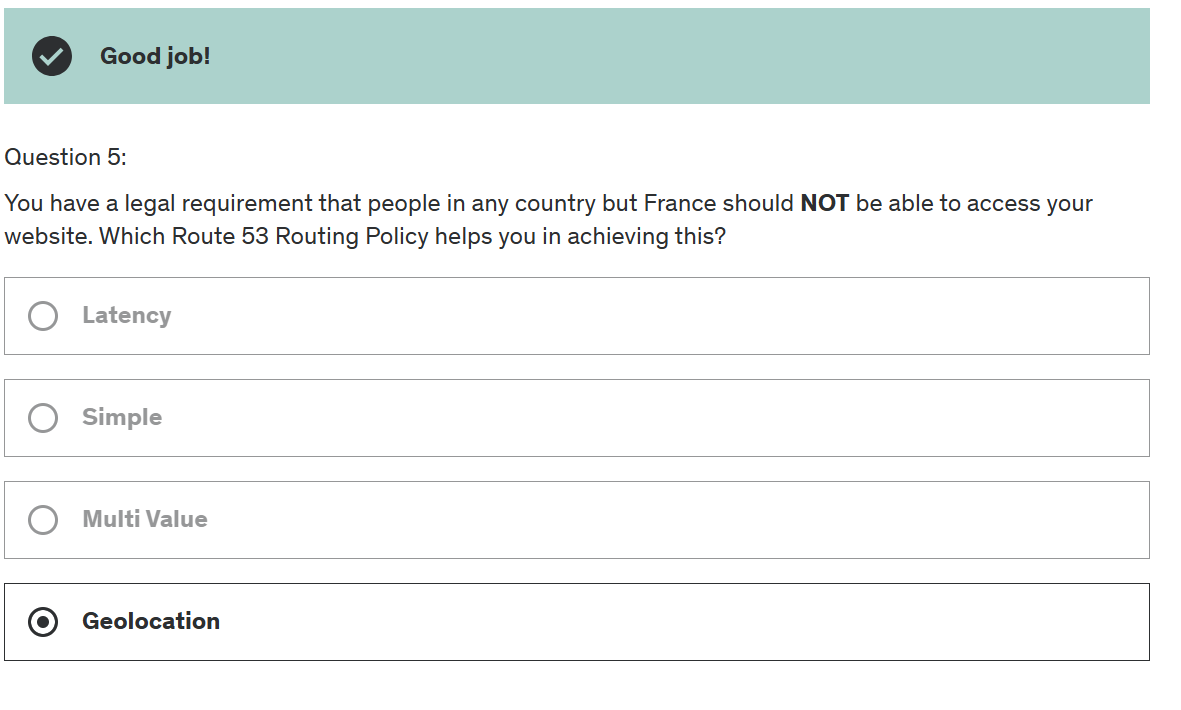 Good job!
Question 5:
You have a legal requirement that people in any country but France should NOT be able to access your
website. Which Route 53 Routing Policy helps you in achieving this?
Latency
Simple
Multi Value
Geolocation